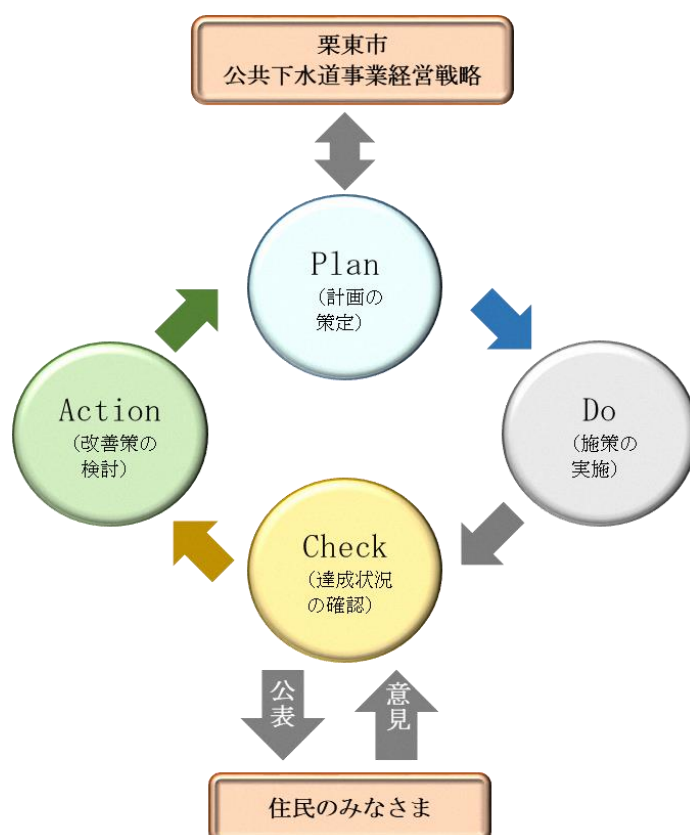 栗東市
公共下水道事業経営戦略
Plan
（計画の
策定）
Action
（改善策の
検討）
Do
（施策の
実施）
Check
（達成状況
の確認）
公表
意見
住民のみなさま